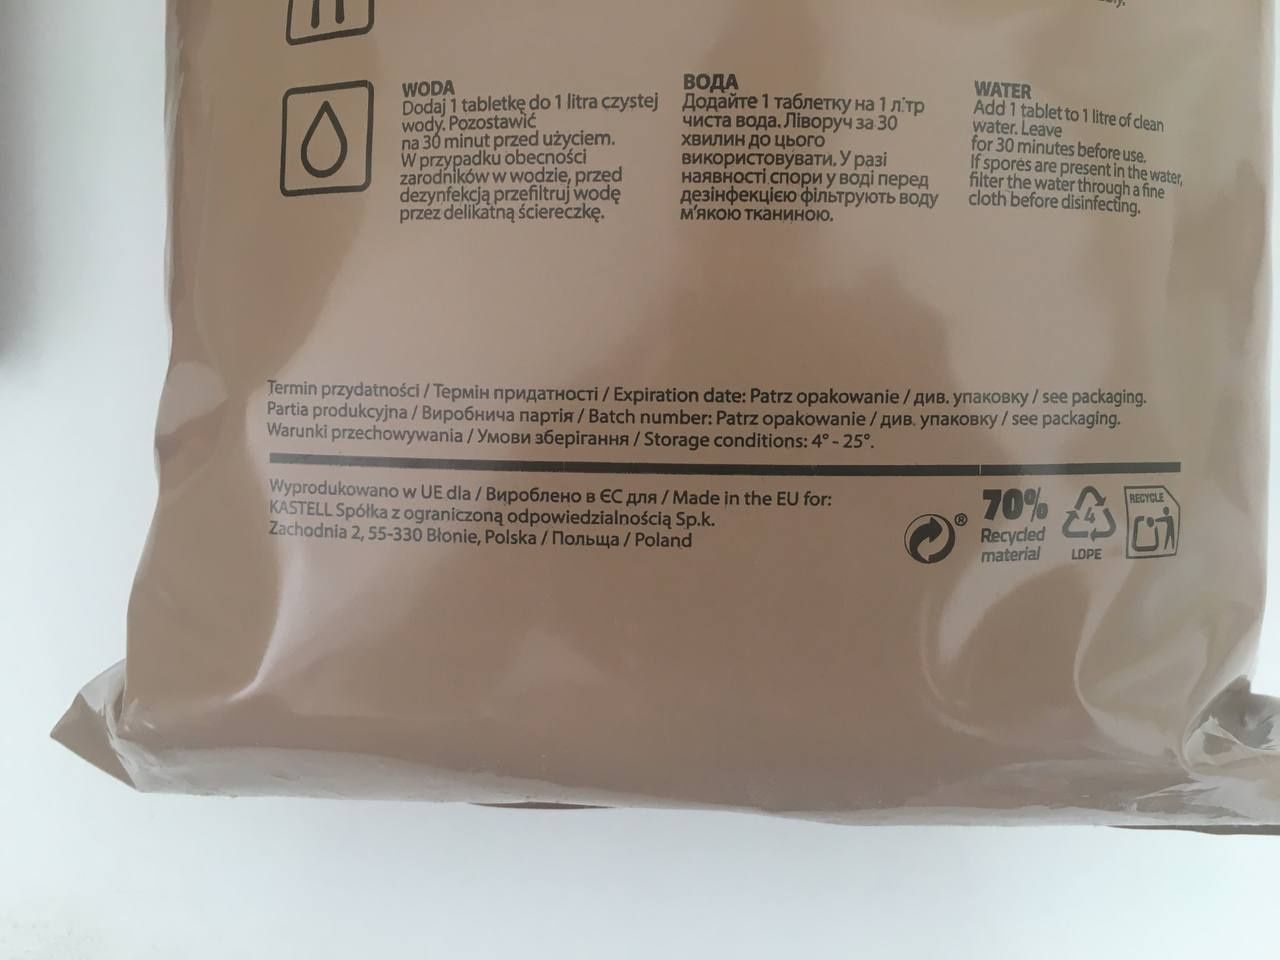 WODA
Dodaj 1 tabletkę do 1 litra czystej
wody. Pozostawić
na 30 minut przed użyciem.
W przypadku obecności
zarodników w wodzie, przed
dezynfekcją przefiltruj wodę
przez delikatną ściereczkę.
ВОДА
Додайте 1 таблетку на 1 літр
чиста вода. Ліворуч за 30
хвилин до цього
використовувати. У разі
наявності спори у воді перед
дезінфекцією фільтрують воду
м'якою тканиною.
WATER
Add 1 tablet to 1 litre of clean
water. Leave
for 30 minutes before use.
If spores are present in the water,
filter the water through a fine
cloth before disinfecting.
Termin przydatności / Термін придатності / Expiration date: Patrz opakowanie / див. упаковку / see packaging.
Partia produkcyjna / Виробнича партія / Batch number: Patrz opakowanie / див. упаковку / see packaging.
Warunki przechowywania / Умови зберігання / Storage conditions: 4° - 25°.
Wyprodukowano w UE dla / Вироблено в ЄС для / Made in the EU for:
KASTELL Spółka z ograniczoną odpowiedzialnością Sp.k.
Zachodnia 2, 55-330 Błonie, Polska / Польща / Poland
®
70%
Recycled
material
4
LDPE
RECYCLE